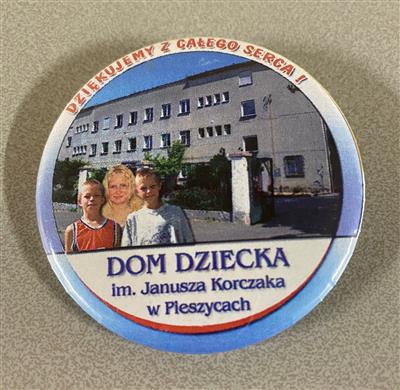 DZIĘKUJEMY Z CAŁEGO SERCA !
DOM DZIECKA
im. Janusza Korczaka
w Pieszycach